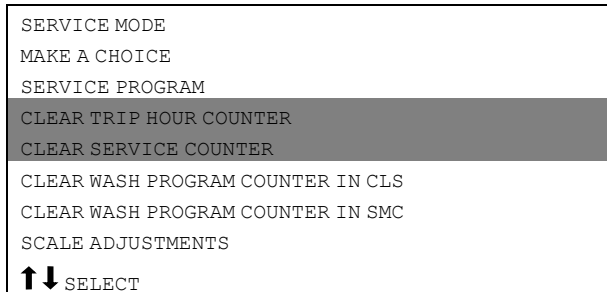 SERVICE MODE
MAKE A CHOICE
SERVICE PROGRAM
CLEAR TRIP HOUR COUNTER
CLEAR SERVICE COUNTER
CLEAR WASH PROGRAM COUNTER IN CLS
CLEAR WASH PROGRAM COUNTER IN SMC
SCALE ADJUSTMENTS
⬆⬇ SELECT